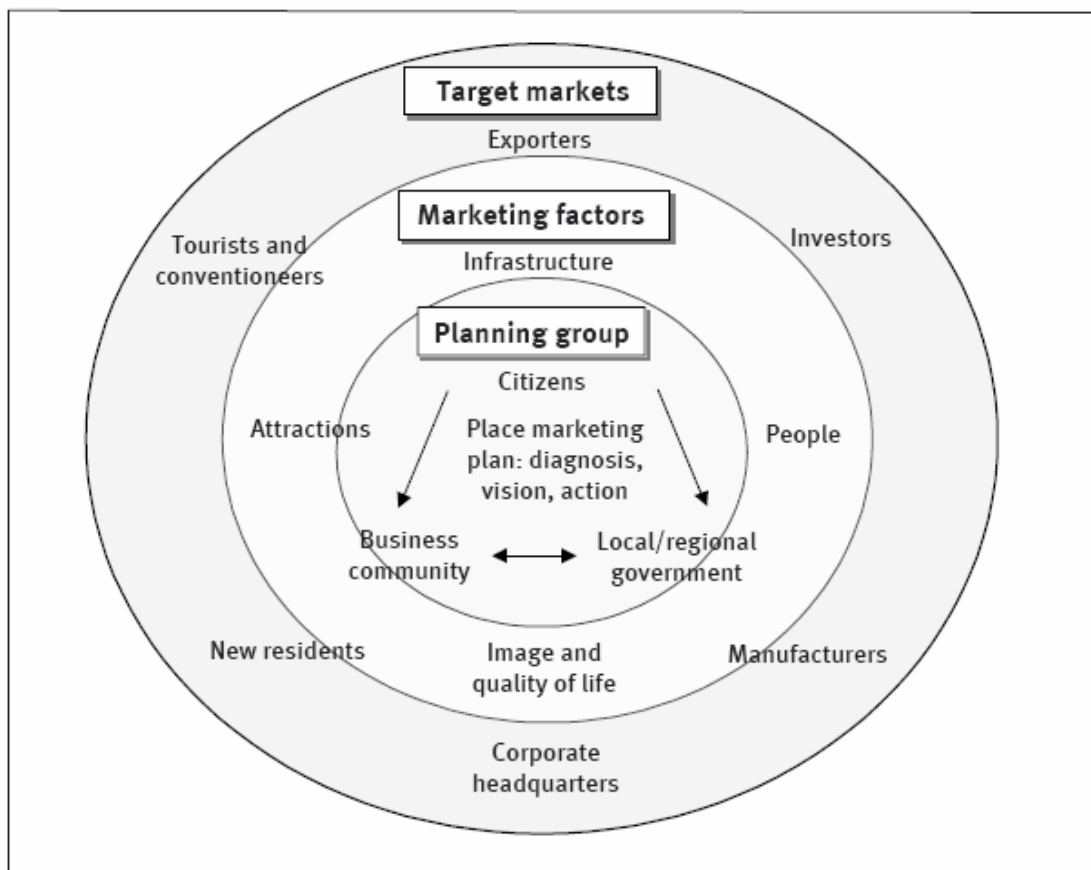 Target markets
Exporters
Marketing factors
Tourists and
conventioneers
Investors
Infrastructure
Planning group
Citizens
Attractions
Place marketing
plan: diagnosis,
vision, action
People
Business
community
Local/regional
government
New residents
Image and
quality of life
Manufacturers
Corporate
headquarters